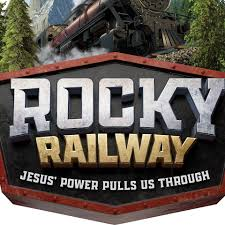 ROCKY
RAILWAY
JESUS' POWER PULLS US THROUGH